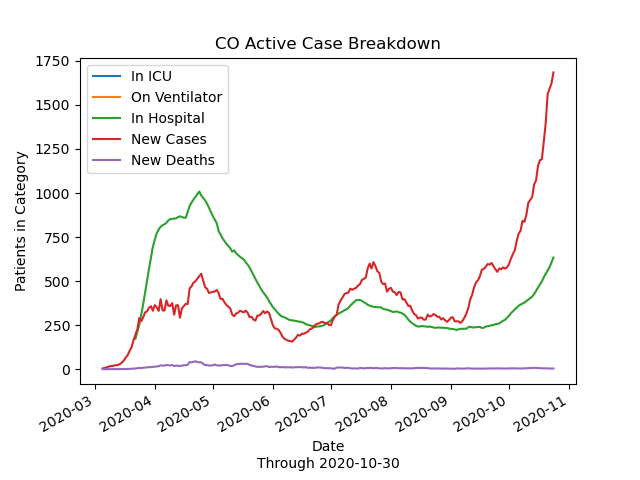 CO Active Case Breakdown
1750
1500
1250
1000
750
500
250
0
Patients in Category
In ICU
On Ventilator
In Hospital
New Cases
New Deaths
2020-03
2020-04
2020-05
2020-06
2020-07
2020-08
2020-09
2020-10
2020-11
Date
Through 2020-10-30